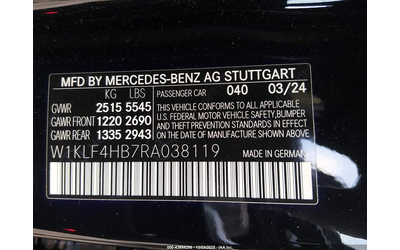 MFD BY MERCEDES-BENZ AG STUTTGART
KG LBS PASSENGER CAR 040 03/24
GVWR 2515 5545
GAWR FRONT 1220 2690
GAWR REAR 1335 2943
THIS VEHICLE CONFORMS TO ALL
APPLICABLE U.S. FEDERAL
MOTOR VEHICLE SAFETY, BUMPER
AND THEFT PREVENTION
STANDARDS IN EFFECT ON THE
DATE OF MANUFACTURE SHOWN ABOVE.
W1KLF4HB7RA038119
MADE IN GERMANY